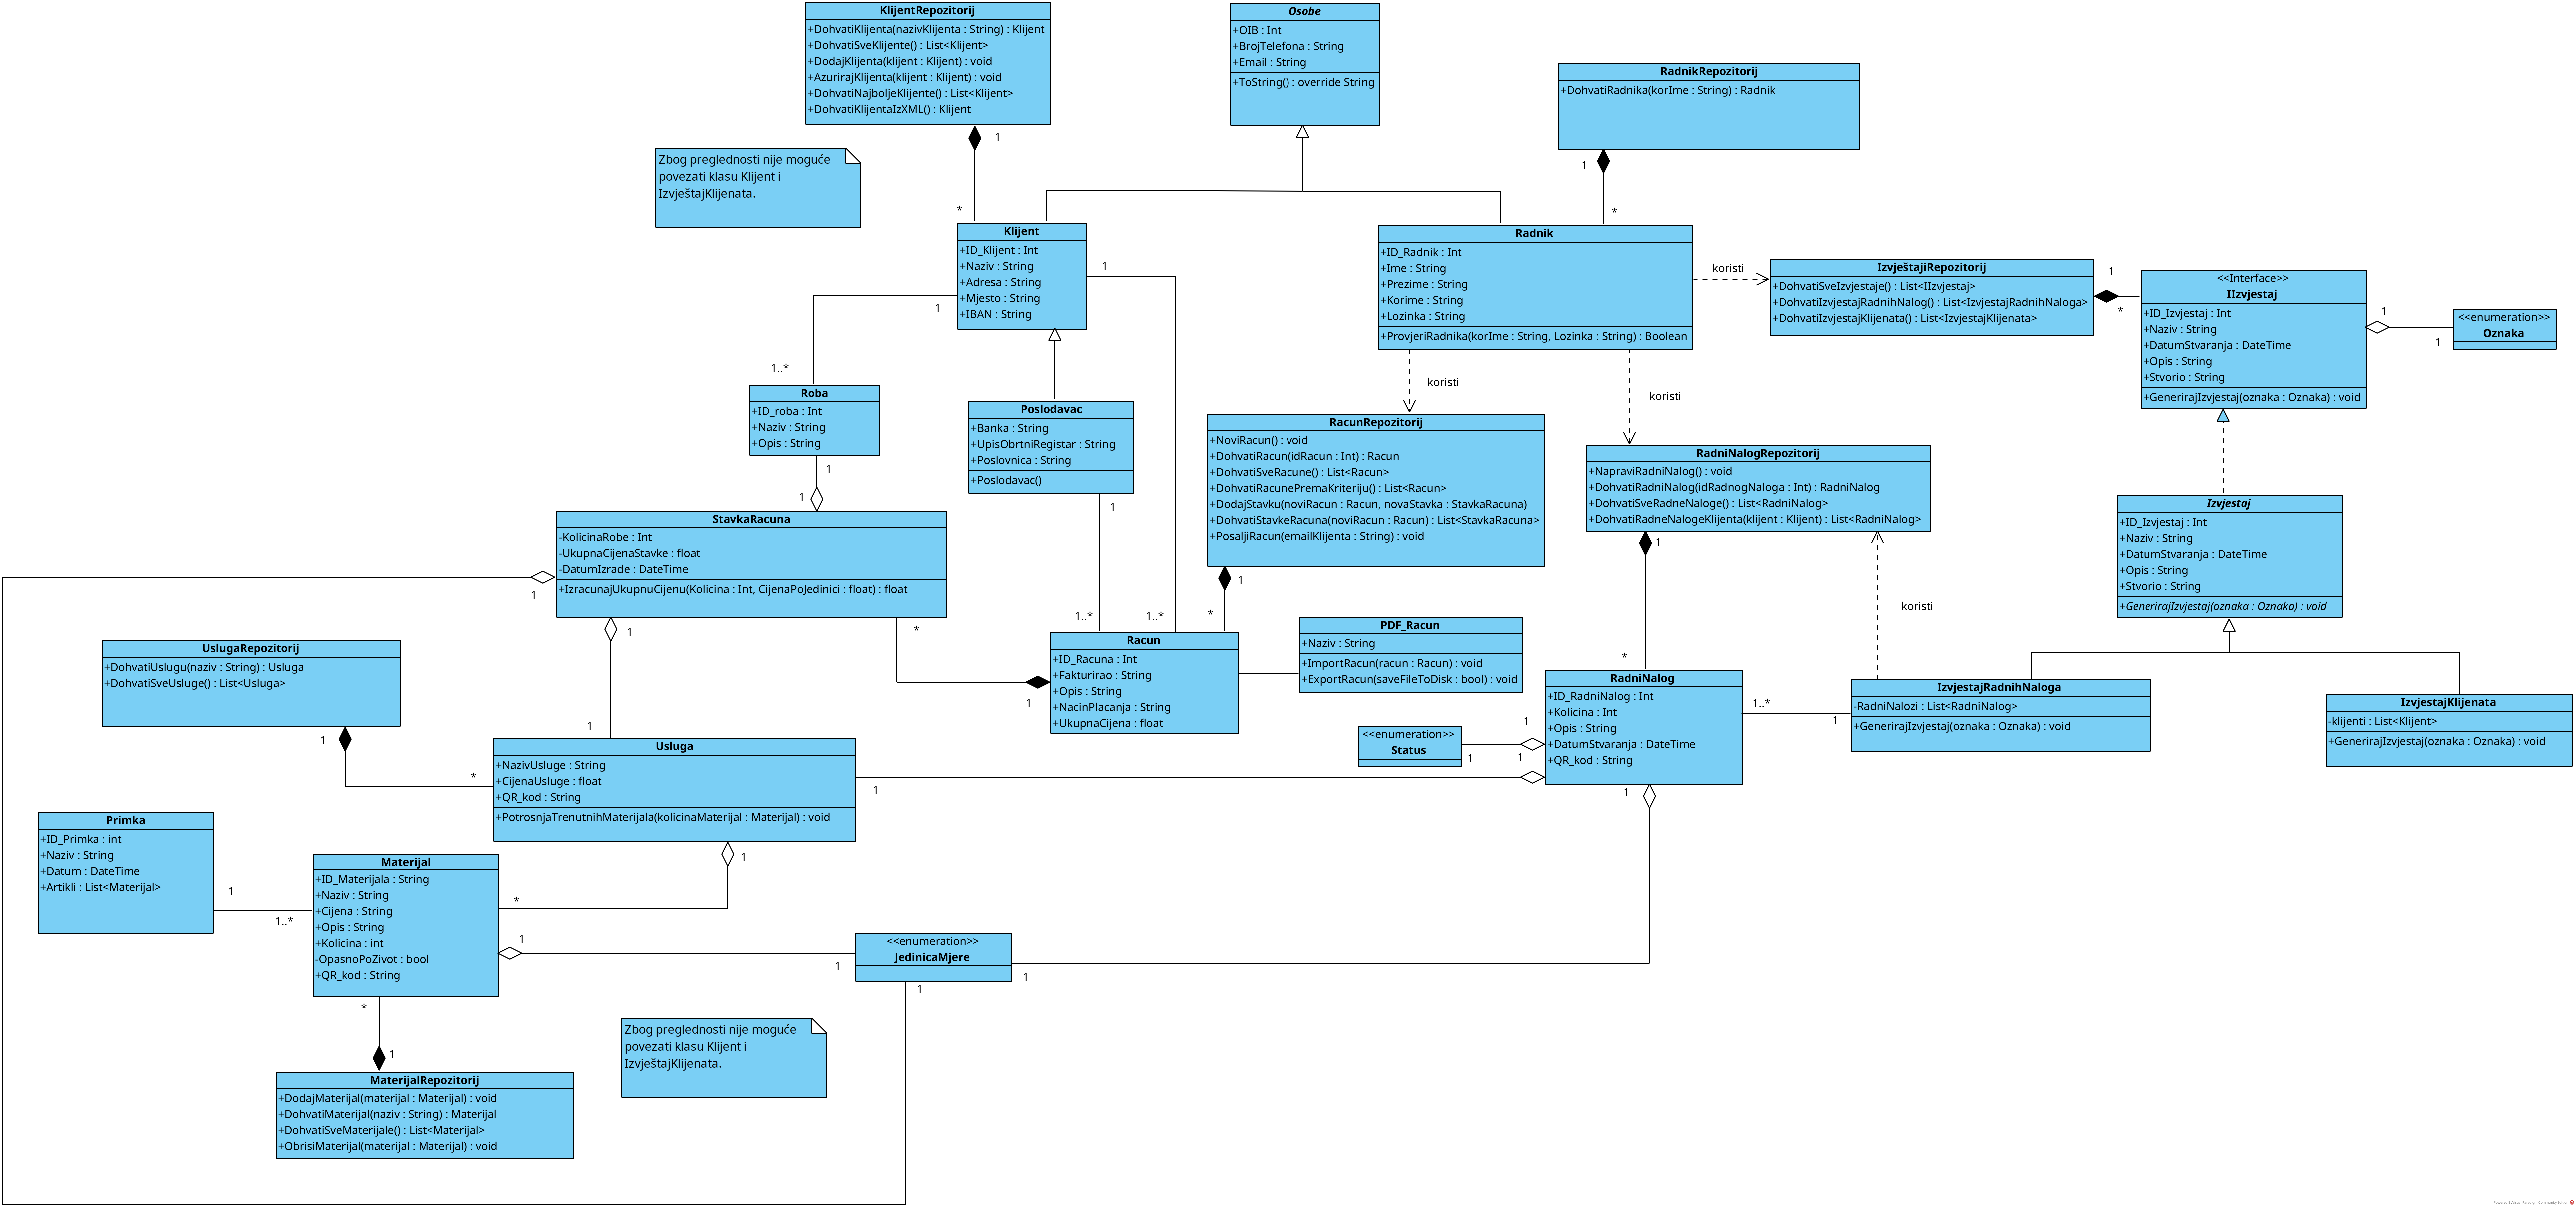 KlijentRepozitorij
+DohvatiKlijenta(nazivKlijenta : String) : Klijent
+DohvatiSveKlijente() : List<Klijent>
+DodajKlijenta(klijent : Klijent) : void
+AzurirajKlijenta(klijent : Klijent) : void
+DohvatiNajboljeKlijente() : List<Klijent>
+DohvatiKlijentaIzXML() : Klijent
1
*
Osobe
+OIB : Int
+BrojTelefona : String
+Email : String
+ToString() : override String
RadnikRepozitorij
+DohvatiRadnika(korIme : String) : Radnik
1
*
Zbog preglednosti nije moguće
povezati klasu Klijent i
IzvještajKlijenata.
Klijent
+ID_Klijent : Int
+Naziv : String
+Adresa : String
+Mjesto : String
+IBAN : String
1
1
1..*
Radnik
+ID_Radnik : Int
+Ime : String
+Prezime : String
+Korime : String
+Lozinka : String
+ProvjeriRadnika(korIme : String, Lozinka : String) : Boolean
koristi
koristi
koristi
IzvještajiRepozitorij
+DohvatiSveIzvjestaje() : List<IIzvjestaj>
+DohvatiIzvjestajRadnihNalog() : List<IzvjestajRadnihNaloga>
+DohvatiIzvjestajKlijenata() : List<IzvjestajKlijenata>
1
*
<<Interface>>
IIzvjestaj
+ID_Izvjestaj : Int
+Naziv : String
+DatumStvaranja : DateTime
+Opis : String
+Stvorio : String
+GenerirajIzvjestaj(oznaka : Oznaka) : void
1
1
<<enumeration>>
Oznaka
Roba
+ID_roba : Int
+Naziv : String
+Opis : String
1
1
Poslodavac
+Banka : String
+UpisObrtniRegistar : String
+Poslovnica : String
+Poslodavac()
1
1..*
1..*
RacunRepozitorij
+NoviRacun() : void
+DohvatiRacun(idRacun : Int) : Racun
+DohvatiSveRacune() : List<Racun>
+DohvatiRacunePremaKriteriju() : List<Racun>
+DodajStavku(noviRacun : Racun, novaStavka : StavkaRacuna)
+DohvatiStavkeRacuna(noviRacun : Racun) : List<StavkaRacuna>
+PosaljiRacun(emailKlijenta : String) : void
1
*
RadniNalogRepozitorij
+NapraviRadniNalog() : void
+DohvatiRadniNalog(idRadnogNaloga : Int) : RadniNalog
+DohvatiSveRadneNaloge() : List<RadniNalog>
+DohvatiRadneNalogeKlijenta(klijent : Klijent) : List<RadniNalog>
1
*
koristi
Izvjestaj
+ID_Izvjestaj : Int
+Naziv : String
+DatumStvaranja : DateTime
+Opis : String
+Stvorio : String
+GenerirajIzvjestaj(oznaka : Oznaka) : void
StavkaRacuna
-KolicinaRobe : Int
-UkupnaCijenaStavke : float
-DatumIzrade : DateTime
+IzracunajUkupnuCijenu(Kolicina : Int, CijenaPoJedinici : float) : float
1
1
1
*
1
Racun
+ID_Racuna : Int
+Fakturirao : String
+Opis : String
+NacinPlacanja : String
+UkupnaCijena : float
PDF_Racun
+Naziv : String
+ImportRacun(racun : Racun) : void
+ExportRacun(saveFileToDisk : bool) : void
UslugaRepozitorij
+DohvatiUslugu(naziv : String) : Usluga
+DohvatiSveUsluge() : List<Usluga>
1
*
Usluga
+NazivUsluge : String
+CijenaUsluge : float
+QR_kod : String
+PotrosnjaTrenutnihMaterijala(kolicinaMaterijal : Materijal) : void
1
1
*
<<enumeration>>
Status
1
1
1
RadniNalog
+ID_RadniNalog : Int
+Kolicina : Int
+Opis : String
+DatumStvaranja : DateTime
+QR_kod : String
1
1..*
1
IzvjestajRadnihNaloga
-RadniNalozi : List<RadniNalog>
+GenerirajIzvjestaj(oznaka : Oznaka) : void
IzvjestajKlijenata
-klijenti : List<Klijent>
+GenerirajIzvjestaj(oznaka : Oznaka) : void
Primka
+ID_Primka : int
+Naziv : String
+Datum : DateTime
+Artikli : List<Materijal>
1
1..*
Materijal
+ID_Materijala : String
+Naziv : String
+Cijena : String
+Opis : String
+Kolicina : int
-OpasnoPoZivot : bool
+QR_kod : String
1
1
<<enumeration>>
JedinicaMjere
1
1
*
1
MaterijalRepozitorij
+DodajMaterijal(materijal : Materijal) : void
+DohvatiMaterijal(naziv : String) : Materijal
+DohvatiSveMaterijale() : List<Materijal>
+ObrisiMaterijal(materijal : Materijal) : void
Zbog preglednosti nije moguće
povezati klasu Klijent i
IzvještajKlijenata.